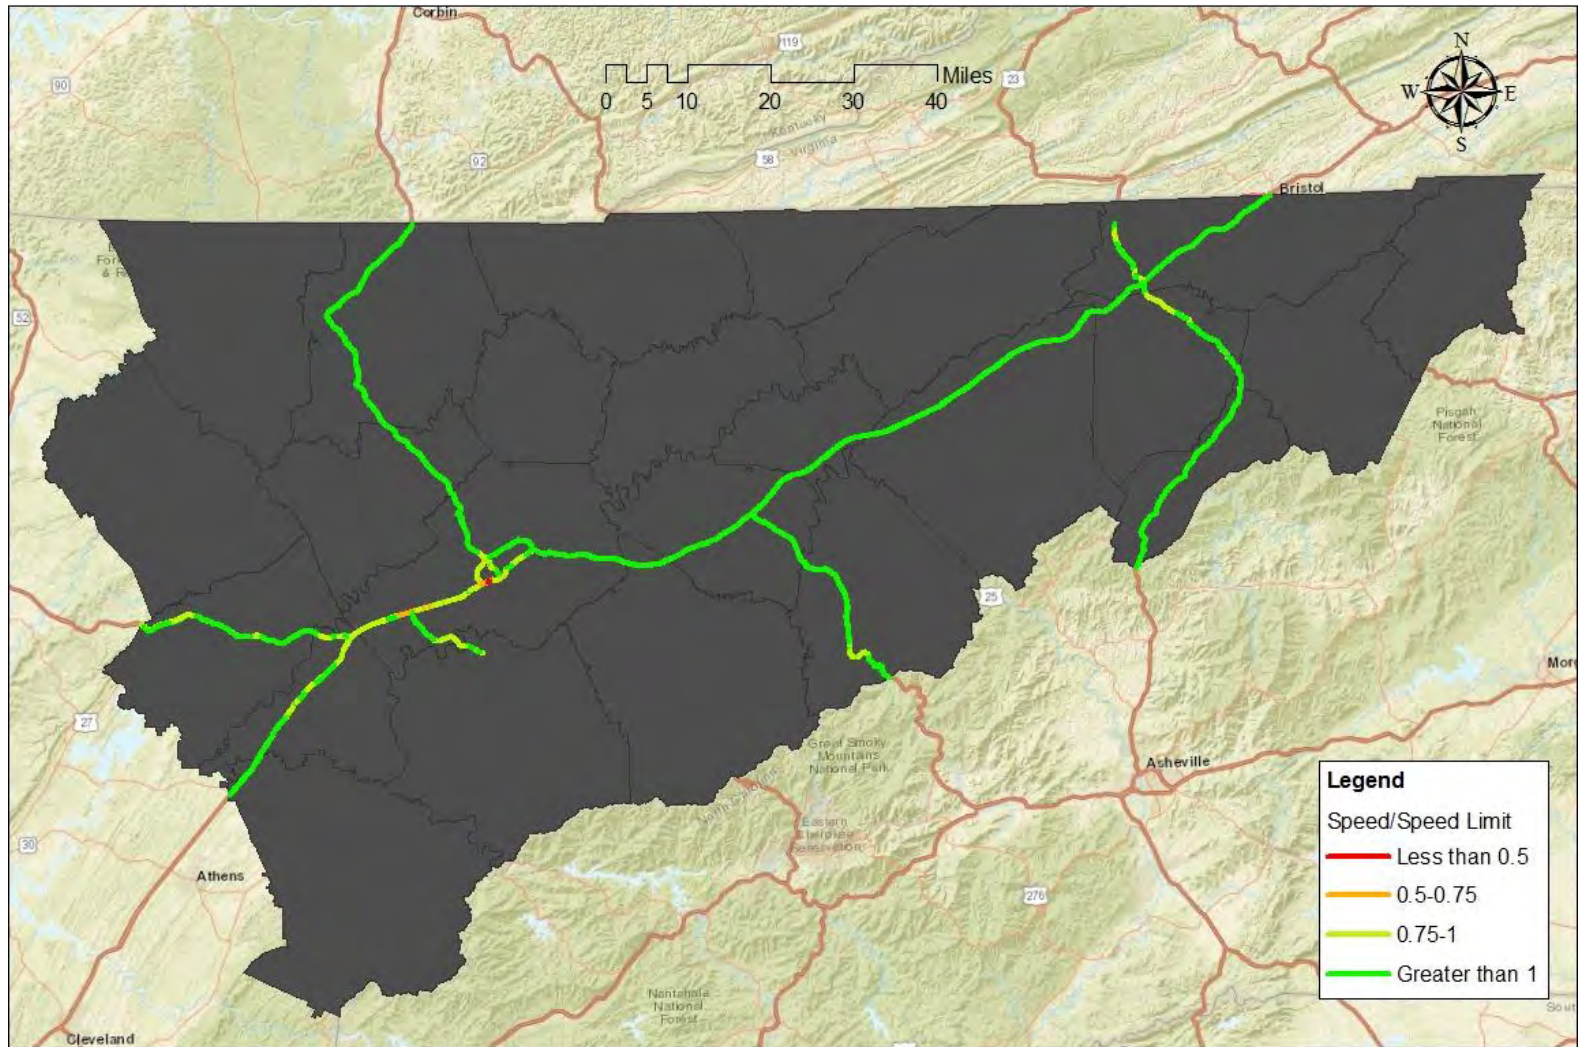 Corbin
119
N
90
Miles
23
W
E
0 5 10 20 30 40
S
Kentucky
Virginia
92
58
Bristol
52
Pisgah
National
Forest
25
27
Great Smoky
Mountains
National Park
Asheville
Eastern
Cherokee
Reservation
30
Athens
276
Nantahala
National
Forest
Cleveland
Legend
Speed/Speed Limit
Less than 0.5
0.5-0.75
0.75-1
Greater than 1